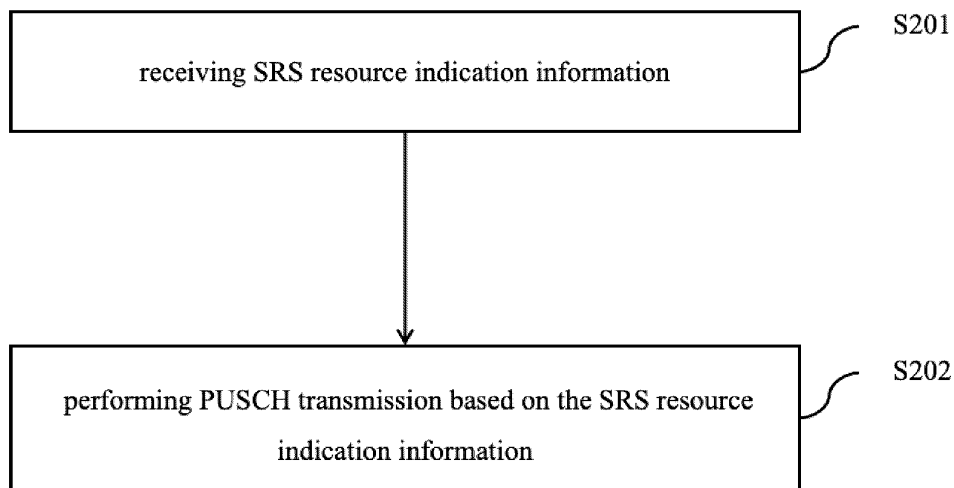 S201
receiving SRS resource indication information
S202
performing PUSCH transmission based on the SRS resource
indication information